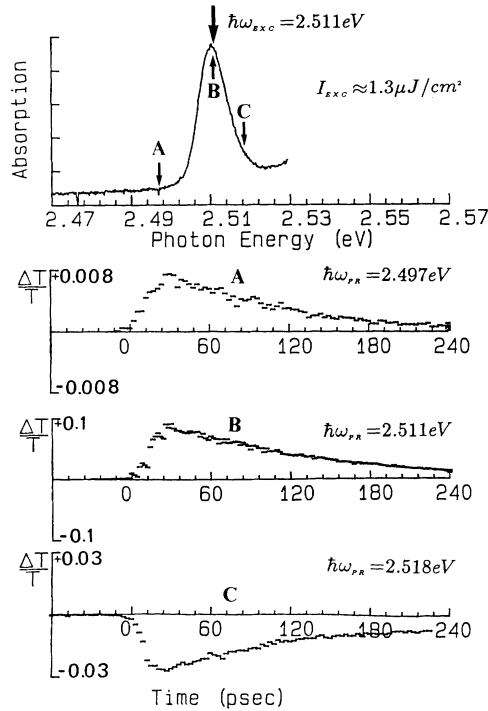 ħω_EXC = 2.511eV
Absorption
B
C
I_EXC ≈ 1.3μJ/cm²
A
2.47 2.49 2.51 2.53 2.55 2.57
Photon Energy (eV)
ΔT/T
+0.008
A
ħω_PR = 2.497eV
0 60 120 180 240
-0.008
ΔT/T
+0.1
B
ħω_PR = 2.511eV
0 60 120 180 240
-0.1
ΔT/T
+0.03
C
ħω_PR = 2.518eV
0 60 120 180 240
-0.03
Time (psec)